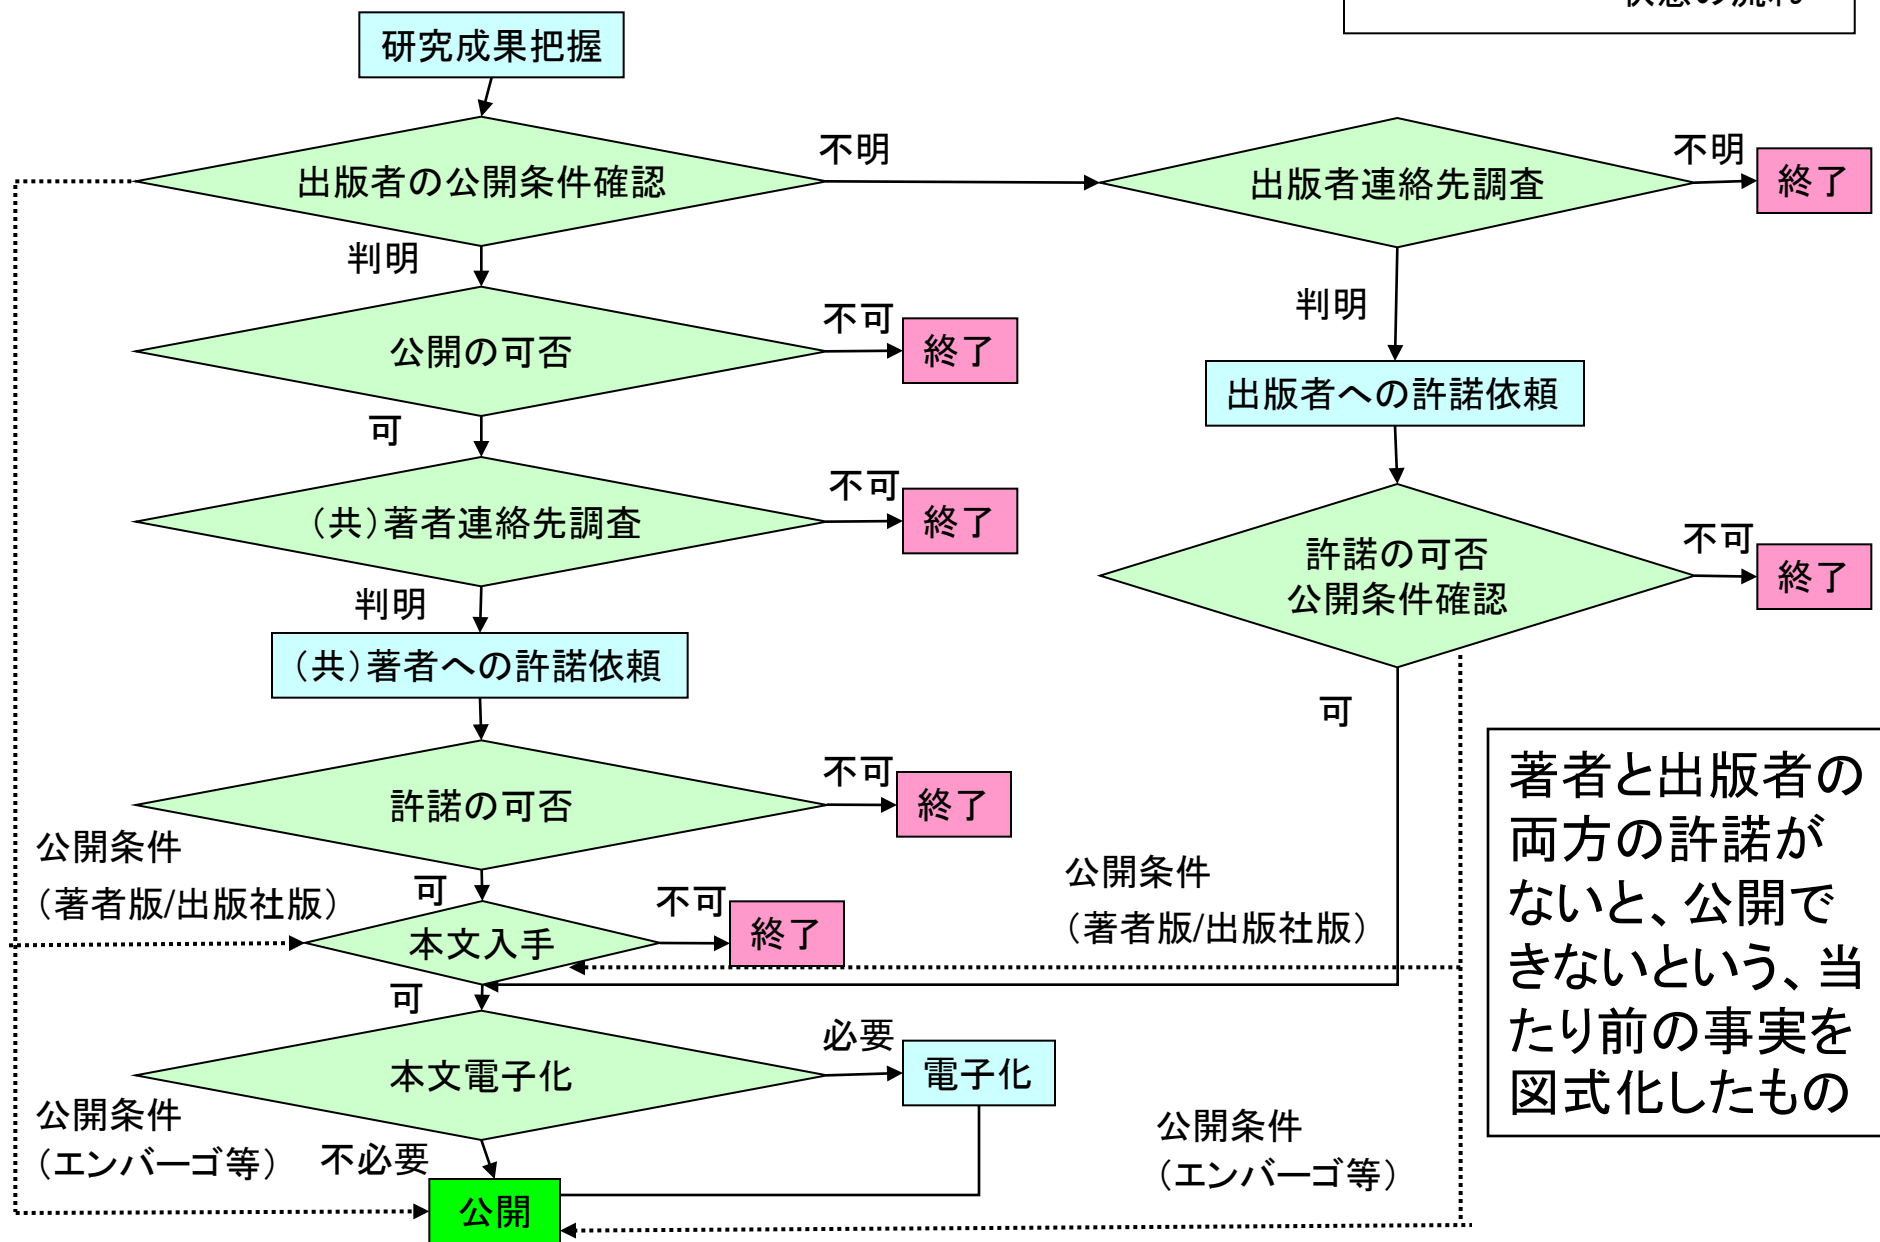 研究成果把握
出版者の公開条件確認
不明
出版者連絡先調査
不明
終了
判明
判明
公開の可否
不可
終了
出版者への許諾依頼
可
（共）著者連絡先調査
不可
終了
許諾の可否
公開条件確認
不可
終了
判明
（共）著者への許諾依頼
可
許諾の可否
不可
終了
著者と出版者の
両方の許諾が
ないと、公開で
きないという、当
たり前の事実を
図式化したもの
公開条件
（著者版/出版社版）
可
本文入手
不可
終了
公開条件
（著者版/出版社版）
可
本文電子化
必要
電子化
公開条件
（エンバーゴ等）
不必要
公開
公開条件
（エンバーゴ等）